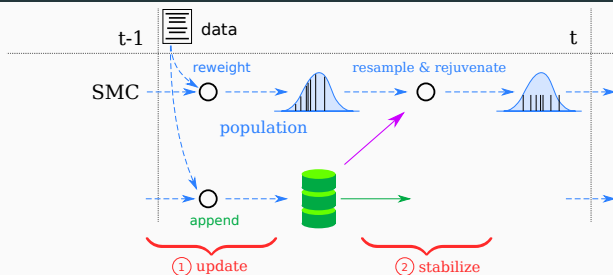 data
t-1
t
reweight
resample & rejuvenate
SMC
population
append
1 update
2 stabilize